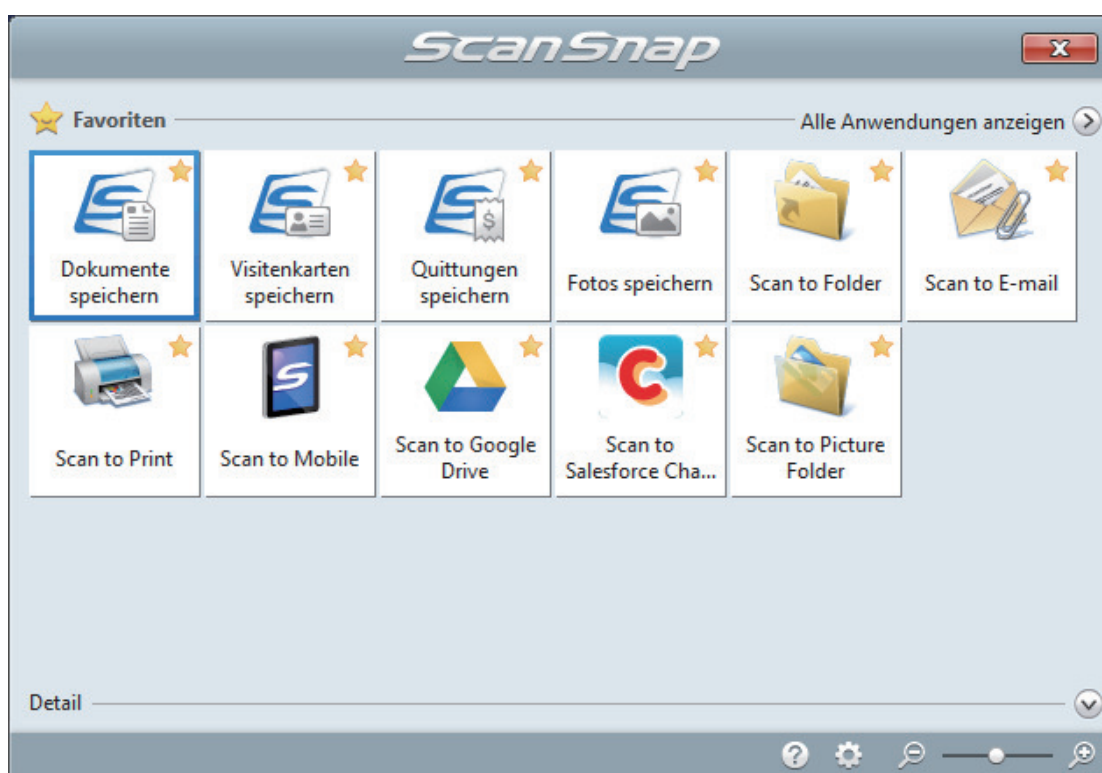 ScanSnap
Favoriten
Alle Anwendungen anzeigen
Dokumente
speichern
Visitenkarten
speichern
Quittungen
speichern
Fotos speichern
Scan to Folder
Scan to E-mail
Scan to Print
Scan to Mobile
Scan to Google
Drive
Scan to
Salesforce Cha...
Scan to Picture
Folder
Detail